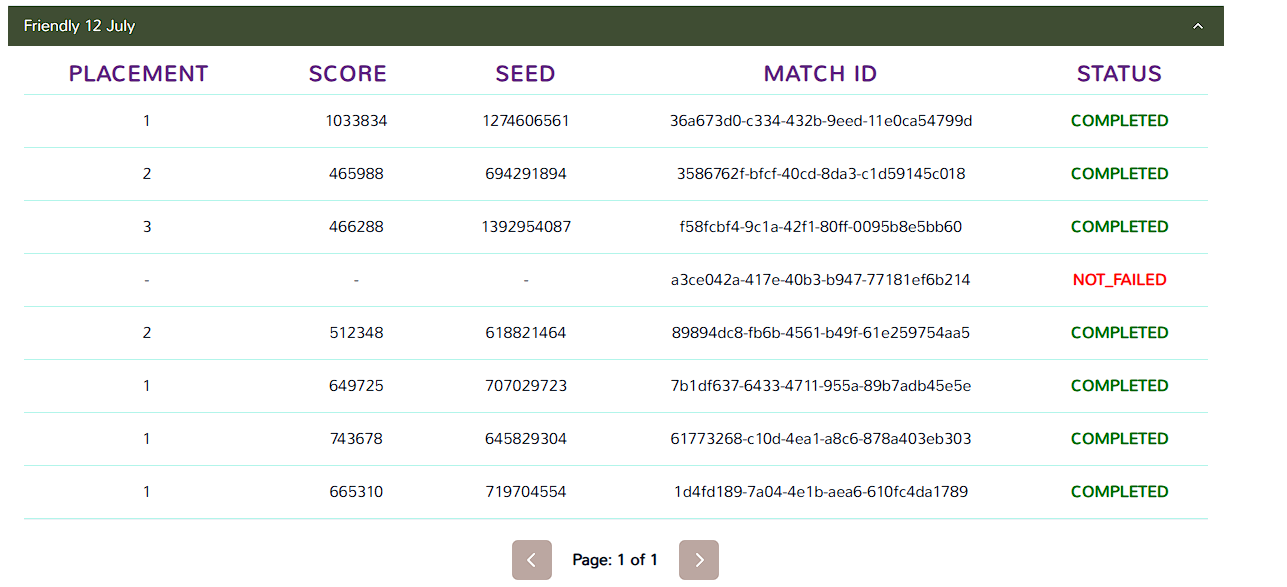 Friendly 12 July
PLACEMENT SCORE SEED MATCH ID STATUS
1 1033834 1274606561 36a673d0-c334-432b-9eed-11e0ca54799d COMPLETED
2 465988 694291894 3586762f-bfcf-40cd-8da3-c1d59145c018 COMPLETED
3 466288 1392954087 f58fcbf4-9c1a-42f1-80ff-0095b8e5bb60 COMPLETED
- - - a3ce042a-417e-40b3-b947-77181ef6b214 NOT_FAILED
2 512348 618821464 89894dc8-fb6b-4561-b49f-61e259754aa5 COMPLETED
1 649725 707029723 7b1df637-6433-4711-955a-89b7adb45e5e COMPLETED
1 743678 645829304 61773268-c10d-4ea1-a8c6-878a403eb303 COMPLETED
1 665310 719704554 1d4fd189-7a04-4e1b-aea6-610fc4da1789 COMPLETED
Page: 1 of 1